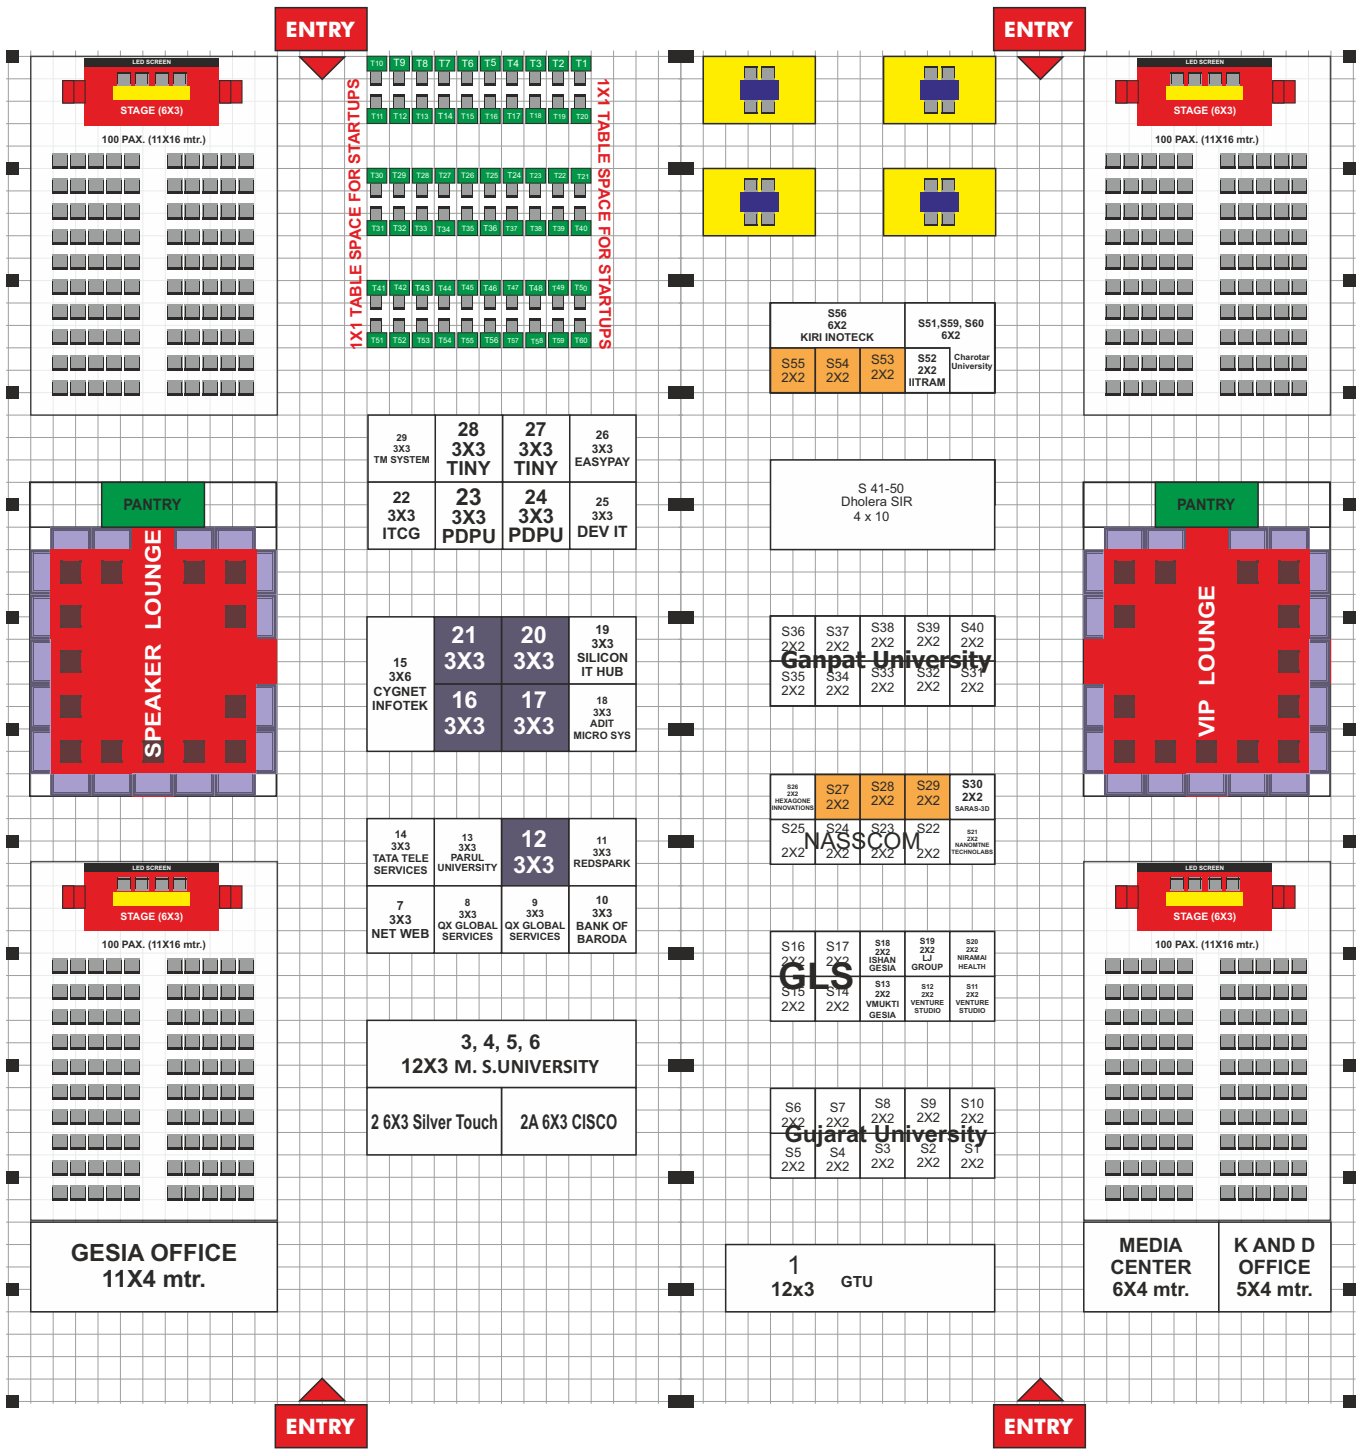 ENTRY
ENTRY
LED SCREEN
STAGE (6X3)
100 PAX. (11X16 mtr.)
1X1 TABLE SPACE FOR STARTUPS
T10 T9 T8 T7 T6 T5 T4 T3 T2 T1
T11 T12 T13 T14 T15 T16 T17 T18 T19 T20
T30 T29 T28 T27 T26 T25 T24 T23 T22 T21
T31 T32 T33 T34 T35 T36 T37 T38 T39 T40
T41 T42 T43 T44 T45 T46 T47 T48 T49 T50
T51 T52 T53 T54 T55 T56 T57 T58 T59 T60
1X1 TABLE SPACE FOR STARTUPS
LED SCREEN
STAGE (6X3)
100 PAX. (11X16 mtr.)
S56
6X2
KIRI INOTECK
S51,S59, S60
6X2
S55
2X2
S54
2X2
S53
2X2
S52
2X2
IITRAM
Charotar
University
29
3X3
TM SYSTEM
28
3X3
TINY
27
3X3
TINY
26
3X3
EASYPAY
22
3X3
ITCG
23
3X3
PDPU
24
3X3
PDPU
25
3X3
DEV IT
S 41-50
Dholera SIR
4 x 10
PANTRY
SPEAKER LOUNGE
PANTRY
VIP LOUNGE
15
3X6
CYGNET
INFOTEK
21
3X3
20
3X3
19
3X3
SILICON
IT HUB
16
3X3
17
3X3
18
3X3
ADIT
MICRO SYS
S36
2X2
S37
2X2
S38
2X2
S39
2X2
S40
2X2
Ganpat University
S35
2X2
S34
2X2
S33
2X2
S32
2X2
S31
2X2
S26
2X2
HEXAGONE
INNOVATIONS
S27
2X2
S28
2X2
S29
2X2
S30
2X2
SARAS-3D
S25
2X2
S24
2X2
S23
2X2
S22
2X2
NASSCOM
S21
2X2
NANOMTNE
TECHNOLABS
14
3X3
TATA TELE
SERVICES
13
3X3
PARUL
UNIVERSITY
12
3X3
11
3X3
REDSPARK
7
3X3
NET WEB
8
3X3
QX GLOBAL
SERVICES
9
3X3
QX GLOBAL
SERVICES
10
3X3
BANK OF
BARODA
LED SCREEN
STAGE (6X3)
100 PAX. (11X16 mtr.)
S16
2X2
S17
2X2
S18
2X2
ISHAN
GESIA
S19
2X2
LJ
GROUP
S20
2X2
NIRAMAI
HEALTH
GLS
S15
2X2
S14
2X2
S13
2X2
VMUKTI
GESIA
S12
2X2
VENTURE
STUDIO
S11
2X2
VENTURE
STUDIO
LED SCREEN
STAGE (6X3)
100 PAX. (11X16 mtr.)
3, 4, 5, 6
12X3 M. S.UNIVERSITY
2 6X3 Silver Touch
2A 6X3 CISCO
S6
2X2
S7
2X2
S8
2X2
S9
2X2
S10
2X2
Gujarat University
S5
2X2
S4
2X2
S3
2X2
S2
2X2
S1
2X2
GESIA OFFICE
11X4 mtr.
1
12x3
GTU
MEDIA
CENTER
6X4 mtr.
K AND D
OFFICE
5X4 mtr.
ENTRY
ENTRY